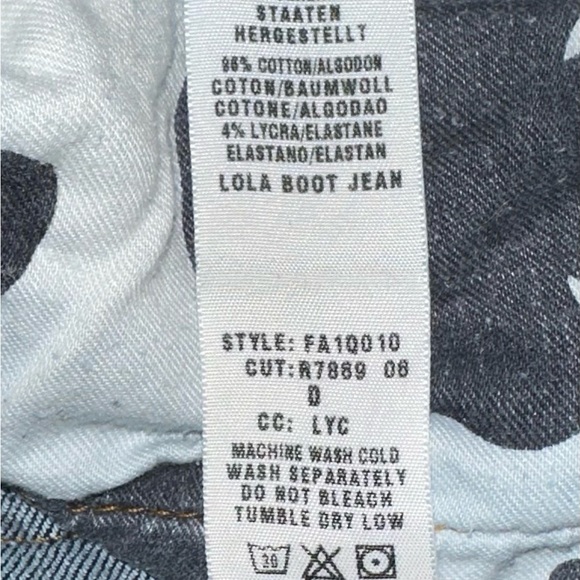 STAATEN
HERGESTELLT
96% COTTON/ALGODON
COTON/BAUMWOLL
COTONE/ALGODAO
4% LYCRA/ELASTANE
ELASTANO/ELASTAN
LOLA BOOT JEAN
STYLE: FA1Q010
CUT:R7889 08
D
CC: LYC
MACHINE WASH COLD
WASH SEPARATELY
DO NOT BLEACH
TUMBLE DRY LOW
30